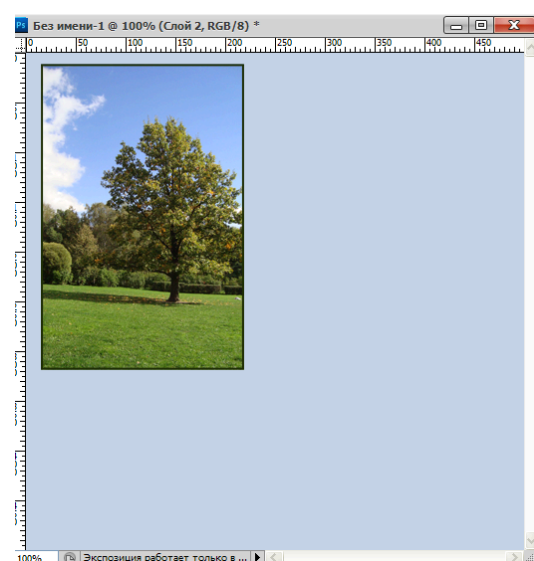 Ps Без имени-1 @ 100% (Слой 2, RGB/8) *
0 50 100 150 200 250 300 350 400 450
100% Экспозиция работает только в ...